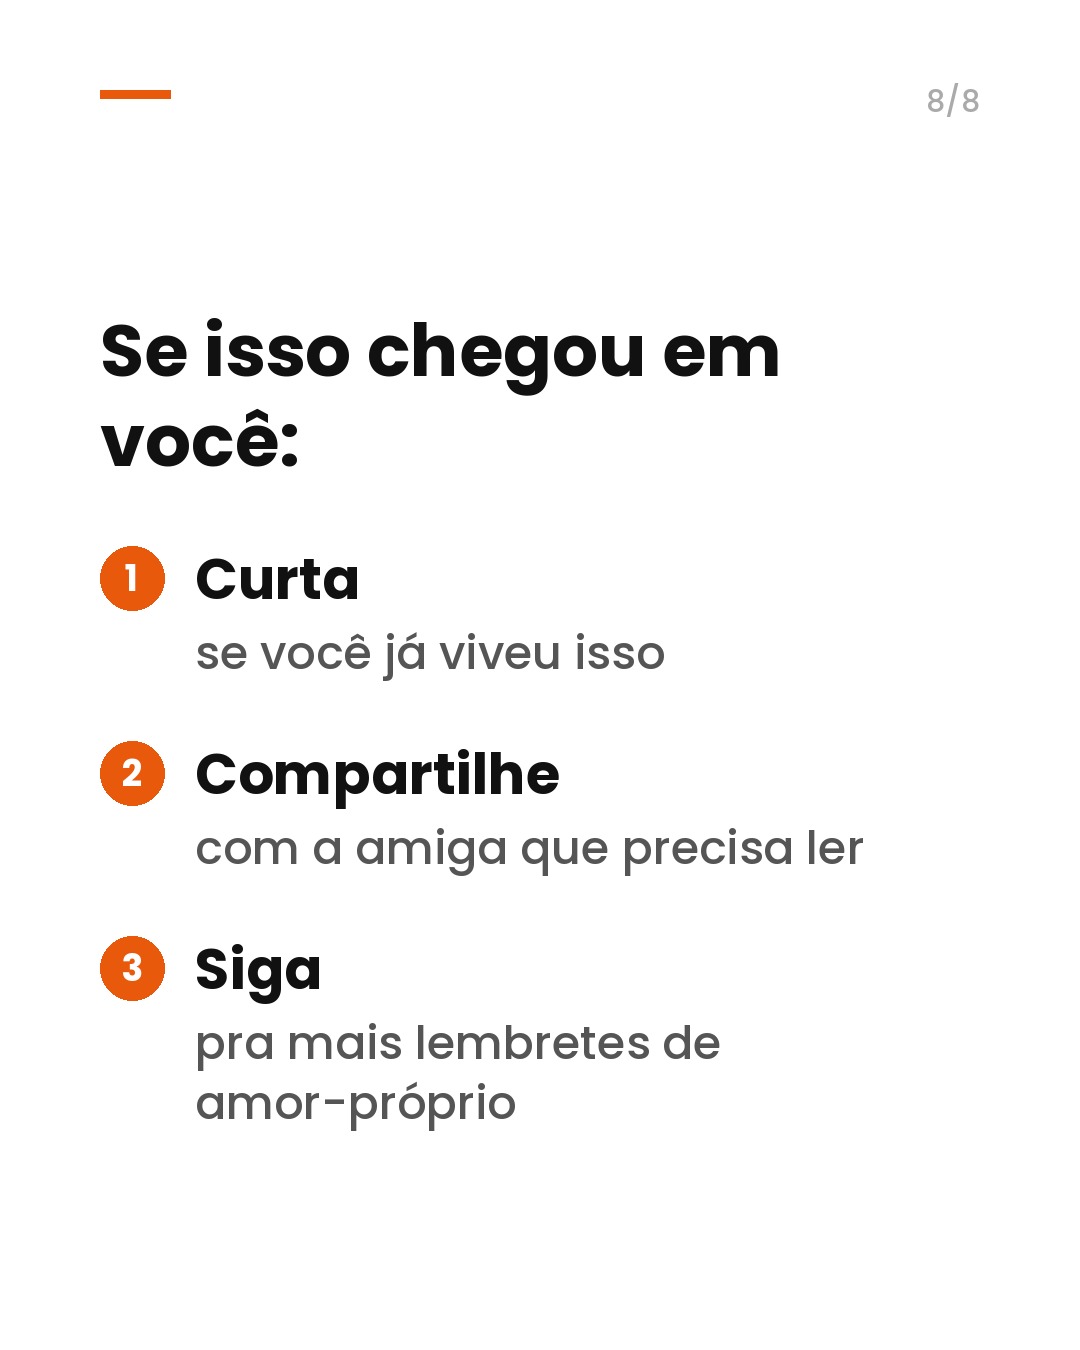 8/8
Se isso chegou em
você:
1 Curta
se você já viveu isso
2 Compartilhe
com a amiga que precisa ler
3 Siga
pra mais lembretes de
amor-próprio